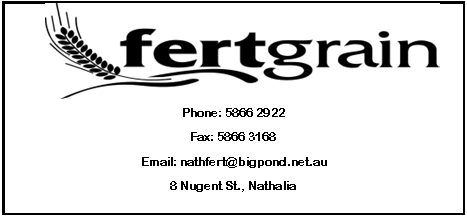 fertgrain
Phone: 5866 2922
Fax: 5866 3168
Email: nathfert@bigpond.net.au
8 Nugent St., Nathalia